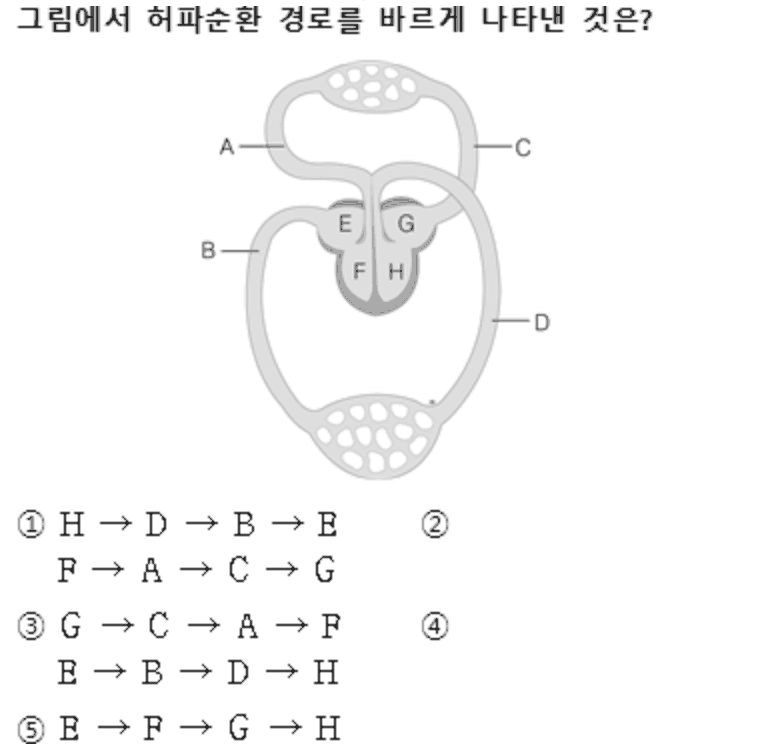 그림에서 허파순환 경로를 바르게 나타낸 것은?
A
C
E
G
B
F
H
D
① H → D → B → E ②
F → A → C → G
③ G → C → A → F ④
E → B → D → H
⑤ E → F → G → H